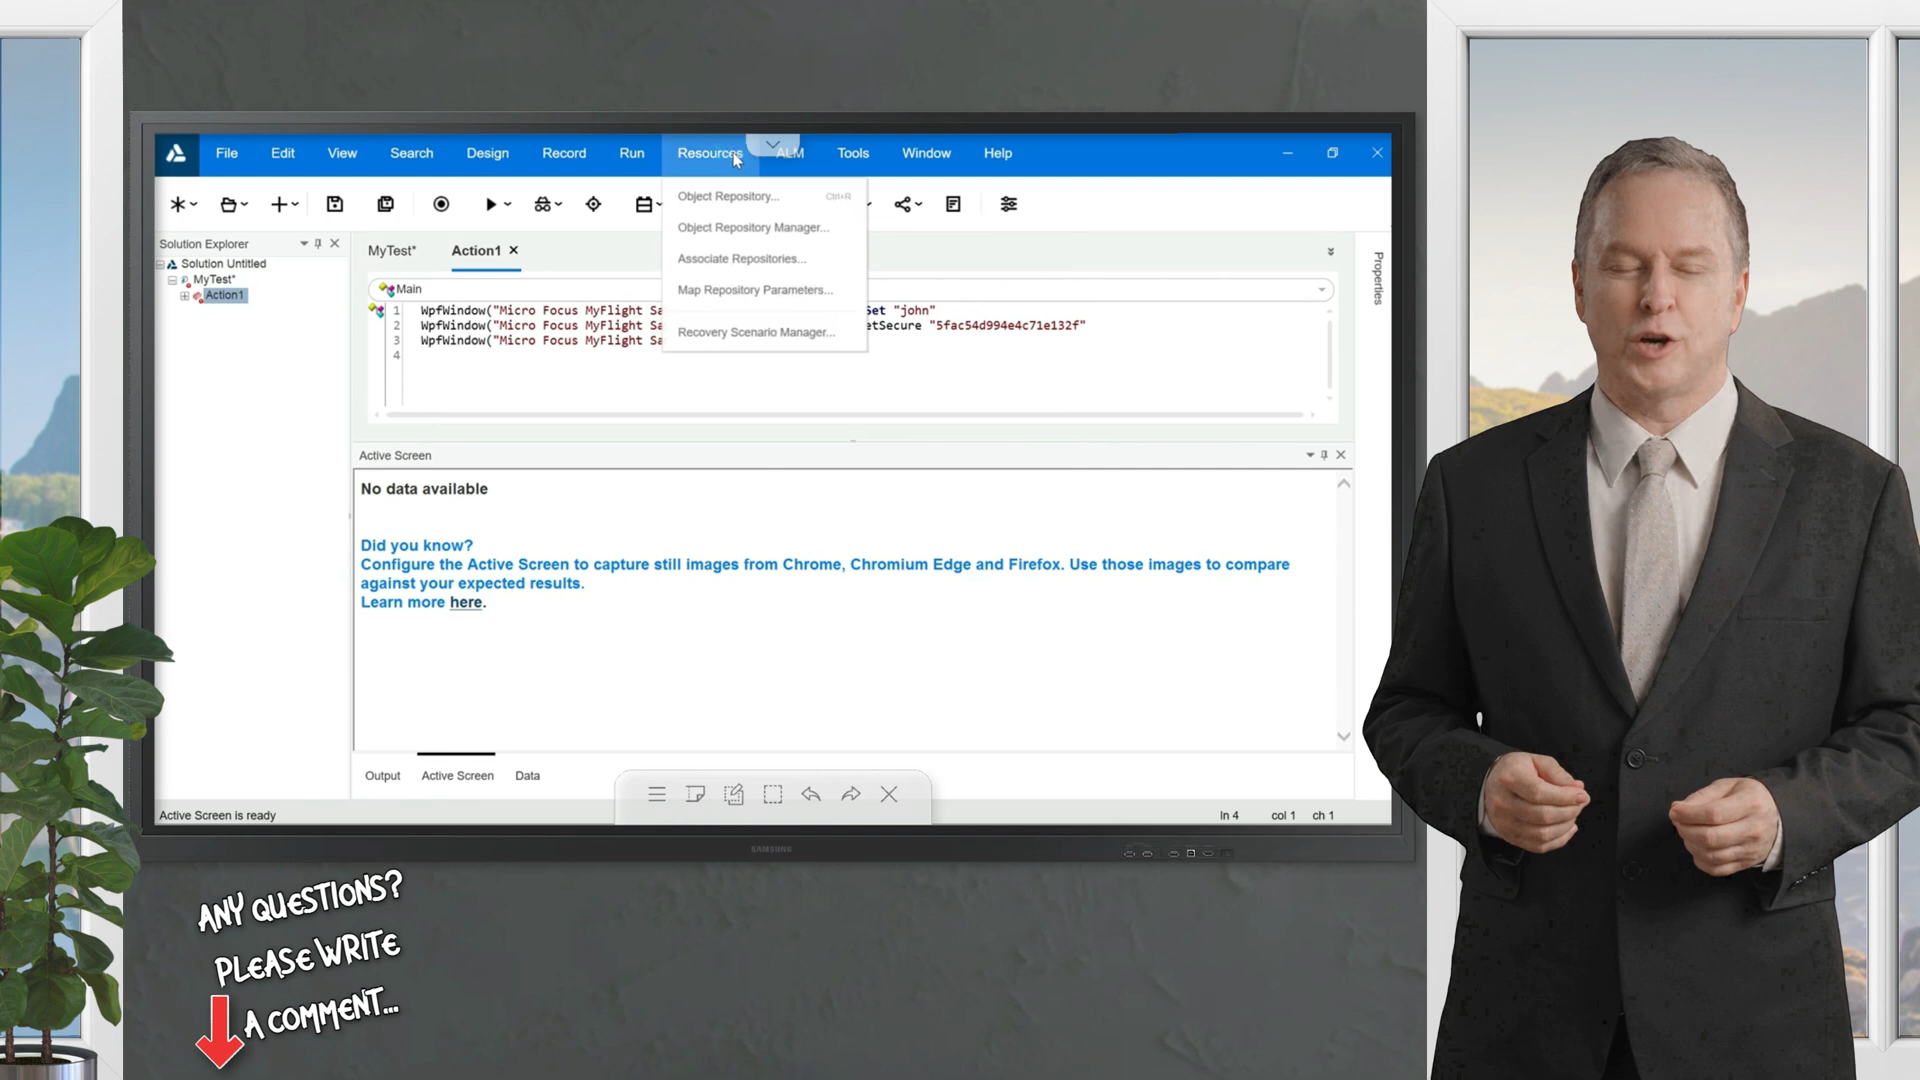 File Edit View Search Design Record Run Resources ALM Tools Window Help
Object Repository... Ctrl+R
Object Repository Manager...
Associate Repositories...
Map Repository Parameters...
Recovery Scenario Manager...
Solution Explorer
Solution Untitled
MyTest*
Action1
MyTest* Action1
Main
1 WpfWindow("Micro Focus MyFlight Sa et "john"
2 WpfWindow("Micro Focus MyFlight Sa etSecure "5fac54d994e4c71e132f"
3 WpfWindow("Micro Focus MyFlight Sa
4
Properties
Active Screen
No data available
Did you know?
Configure the Active Screen to capture still images from Chrome, Chromium Edge and Firefox. Use those images to compare
against your expected results.
Learn more here.
Output Active Screen Data
Active Screen is ready ln 4 col 1 ch 1
SAMSUNG
ANY QUESTIONS?
PLEASE WRITE
A COMMENT...